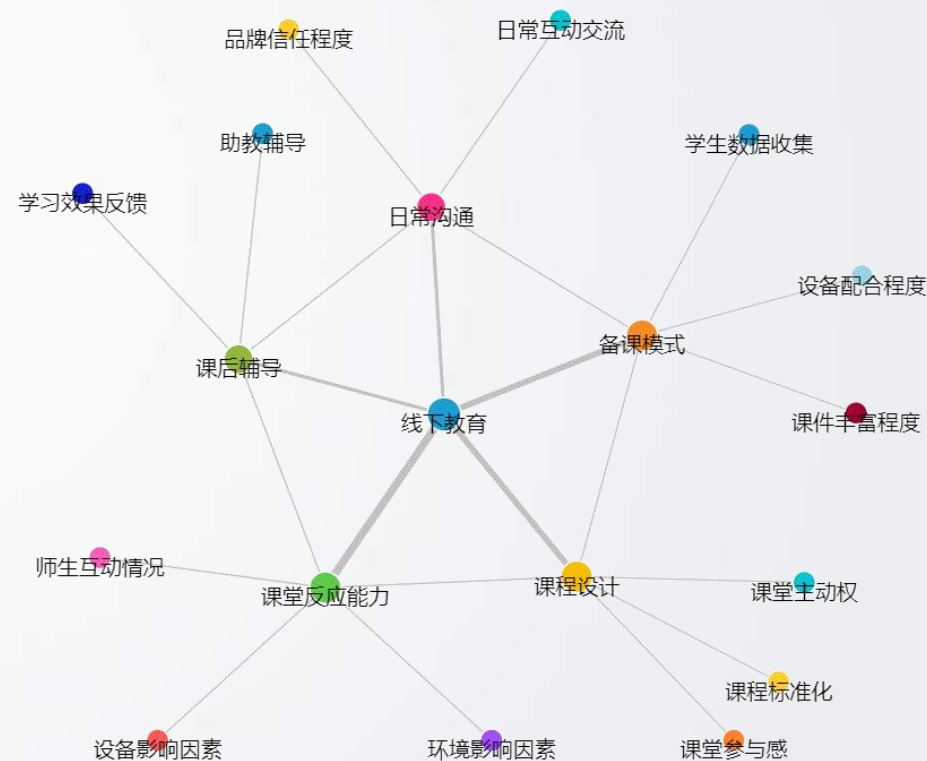 日常互动交流
品牌信任程度
助教辅导
学生数据收集
学习效果反馈
日常沟通
设备配合程度
备课模式
课后辅导
线下教育
课件丰富程度
师生互动情况
课程设计
课堂主动权
课堂反应能力
课程标准化
设备影响因素
环境影响因素
课堂参与感